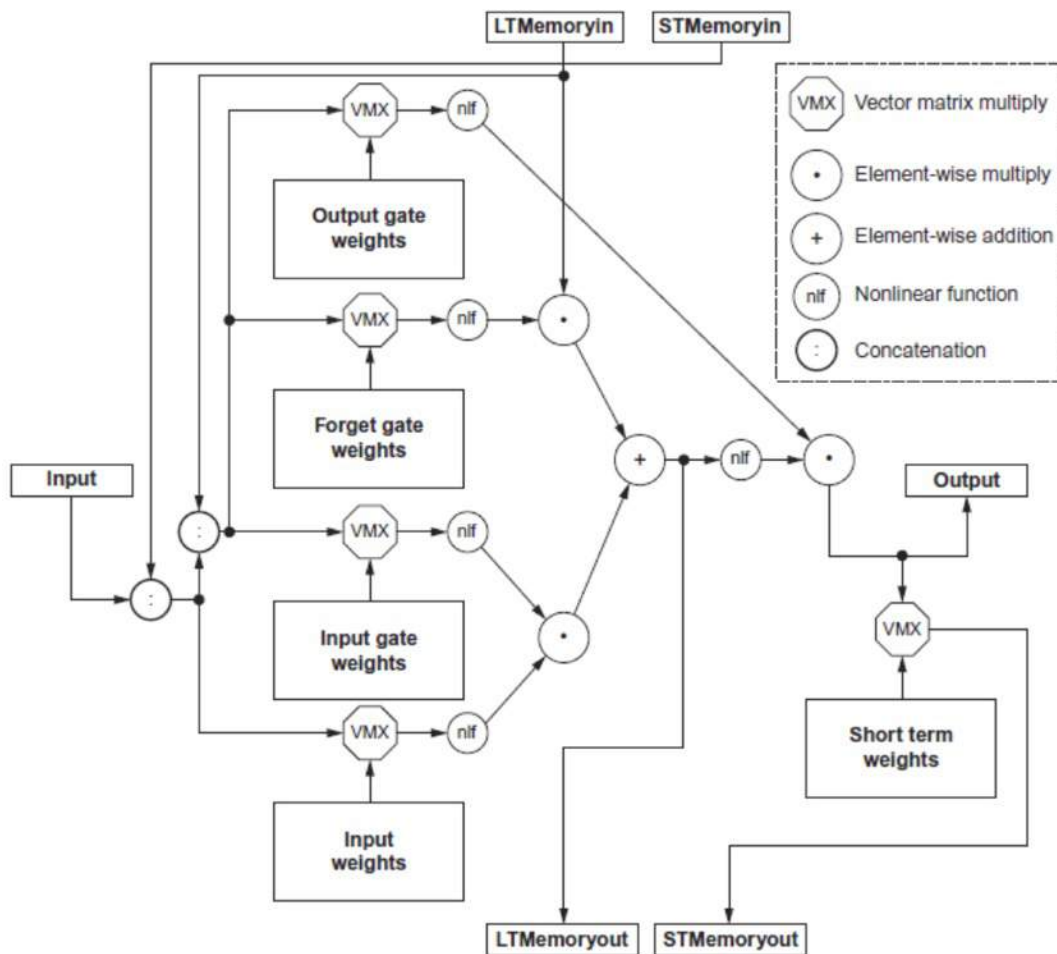 LTMemoryin
STMemoryin
VMX
nlf
VMX
Vector matrix multiply
Output gate
weights
•
Element-wise multiply
+
Element-wise addition
nlf
Nonlinear function
:
Concatenation
VMX
nlf
•
Forget gate
weights
Input
+
nlf
•
Output
:
VMX
nlf
:
Input gate
weights
•
VMX
VMX
nlf
Short term
weights
Input
weights
LTMemoryout
STMemoryout